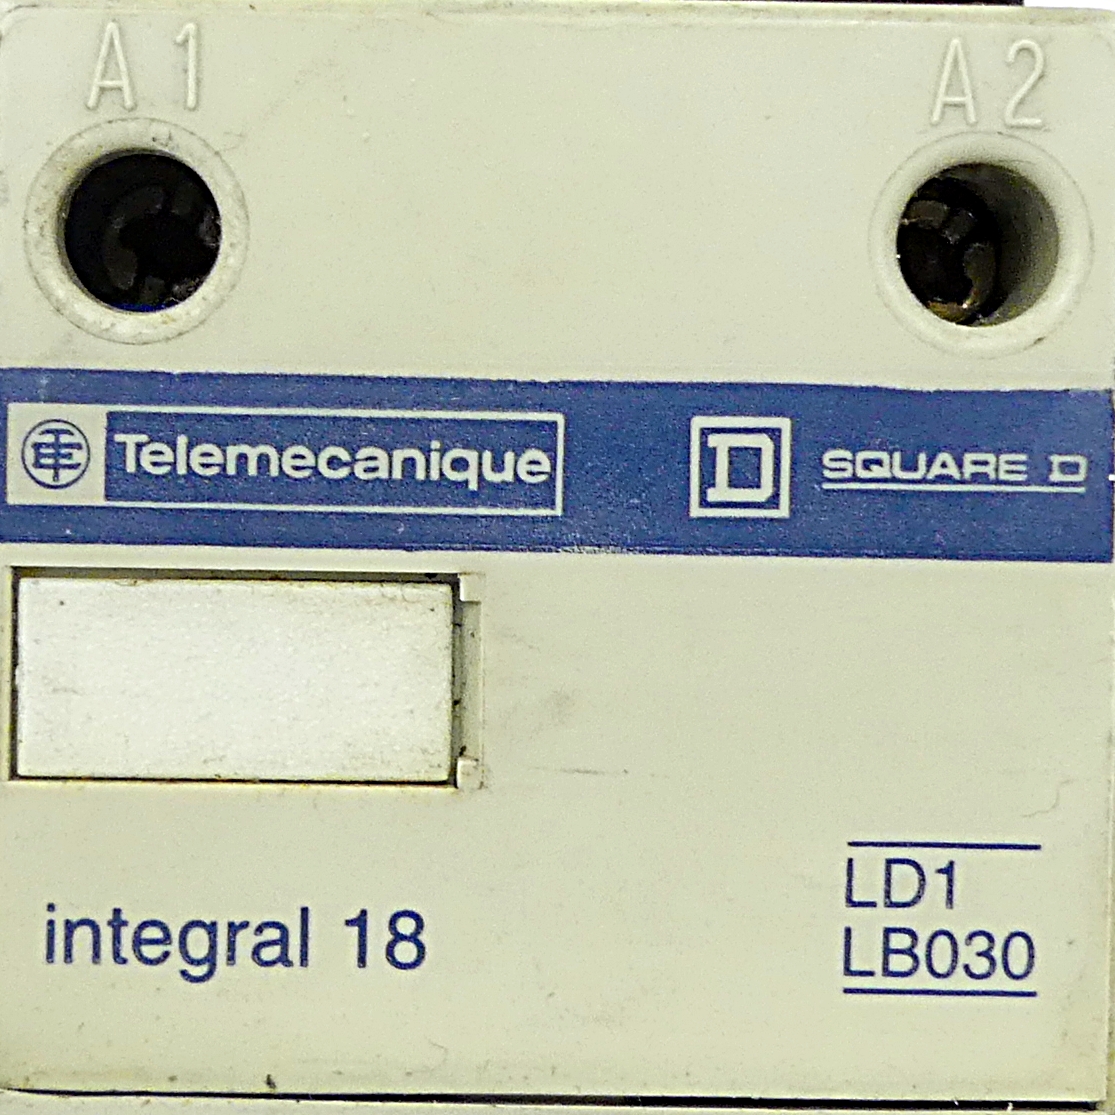 A1 A2
Telemecanique D SQUARE D
LD1
integral 18
LB030